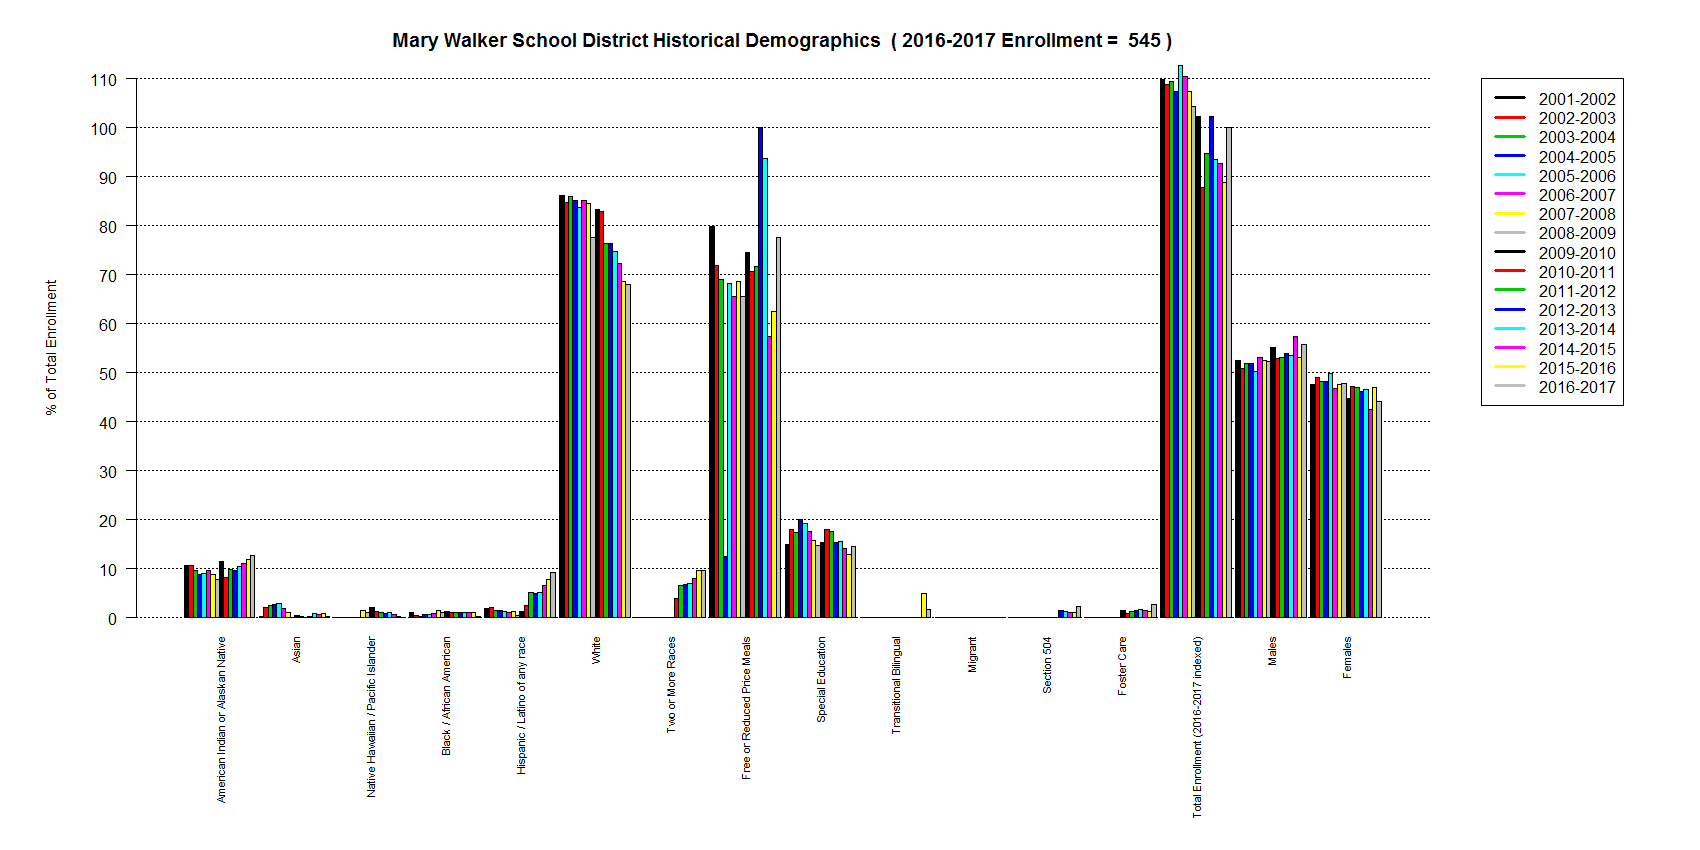 Mary Walker School District Historical Demographics ( 2016-2017 Enrollment = 545 )
% of Total Enrollment
110
100
90
80
70
60
50
40
30
20
10
0
American Indian or Alaskan Native
Asian
Native Hawaiian / Pacific Islander
Black / African American
Hispanic / Latino of any race
White
Two or More Races
Free or Reduced Price Meals
Special Education
Transitional Bilingual
Migrant
Section 504
Foster Care
Total Enrollment (2016-2017 indexed)
Males
Females
2001-2002
2002-2003
2003-2004
2004-2005
2005-2006
2006-2007
2007-2008
2008-2009
2009-2010
2010-2011
2011-2012
2012-2013
2013-2014
2014-2015
2015-2016
2016-2017